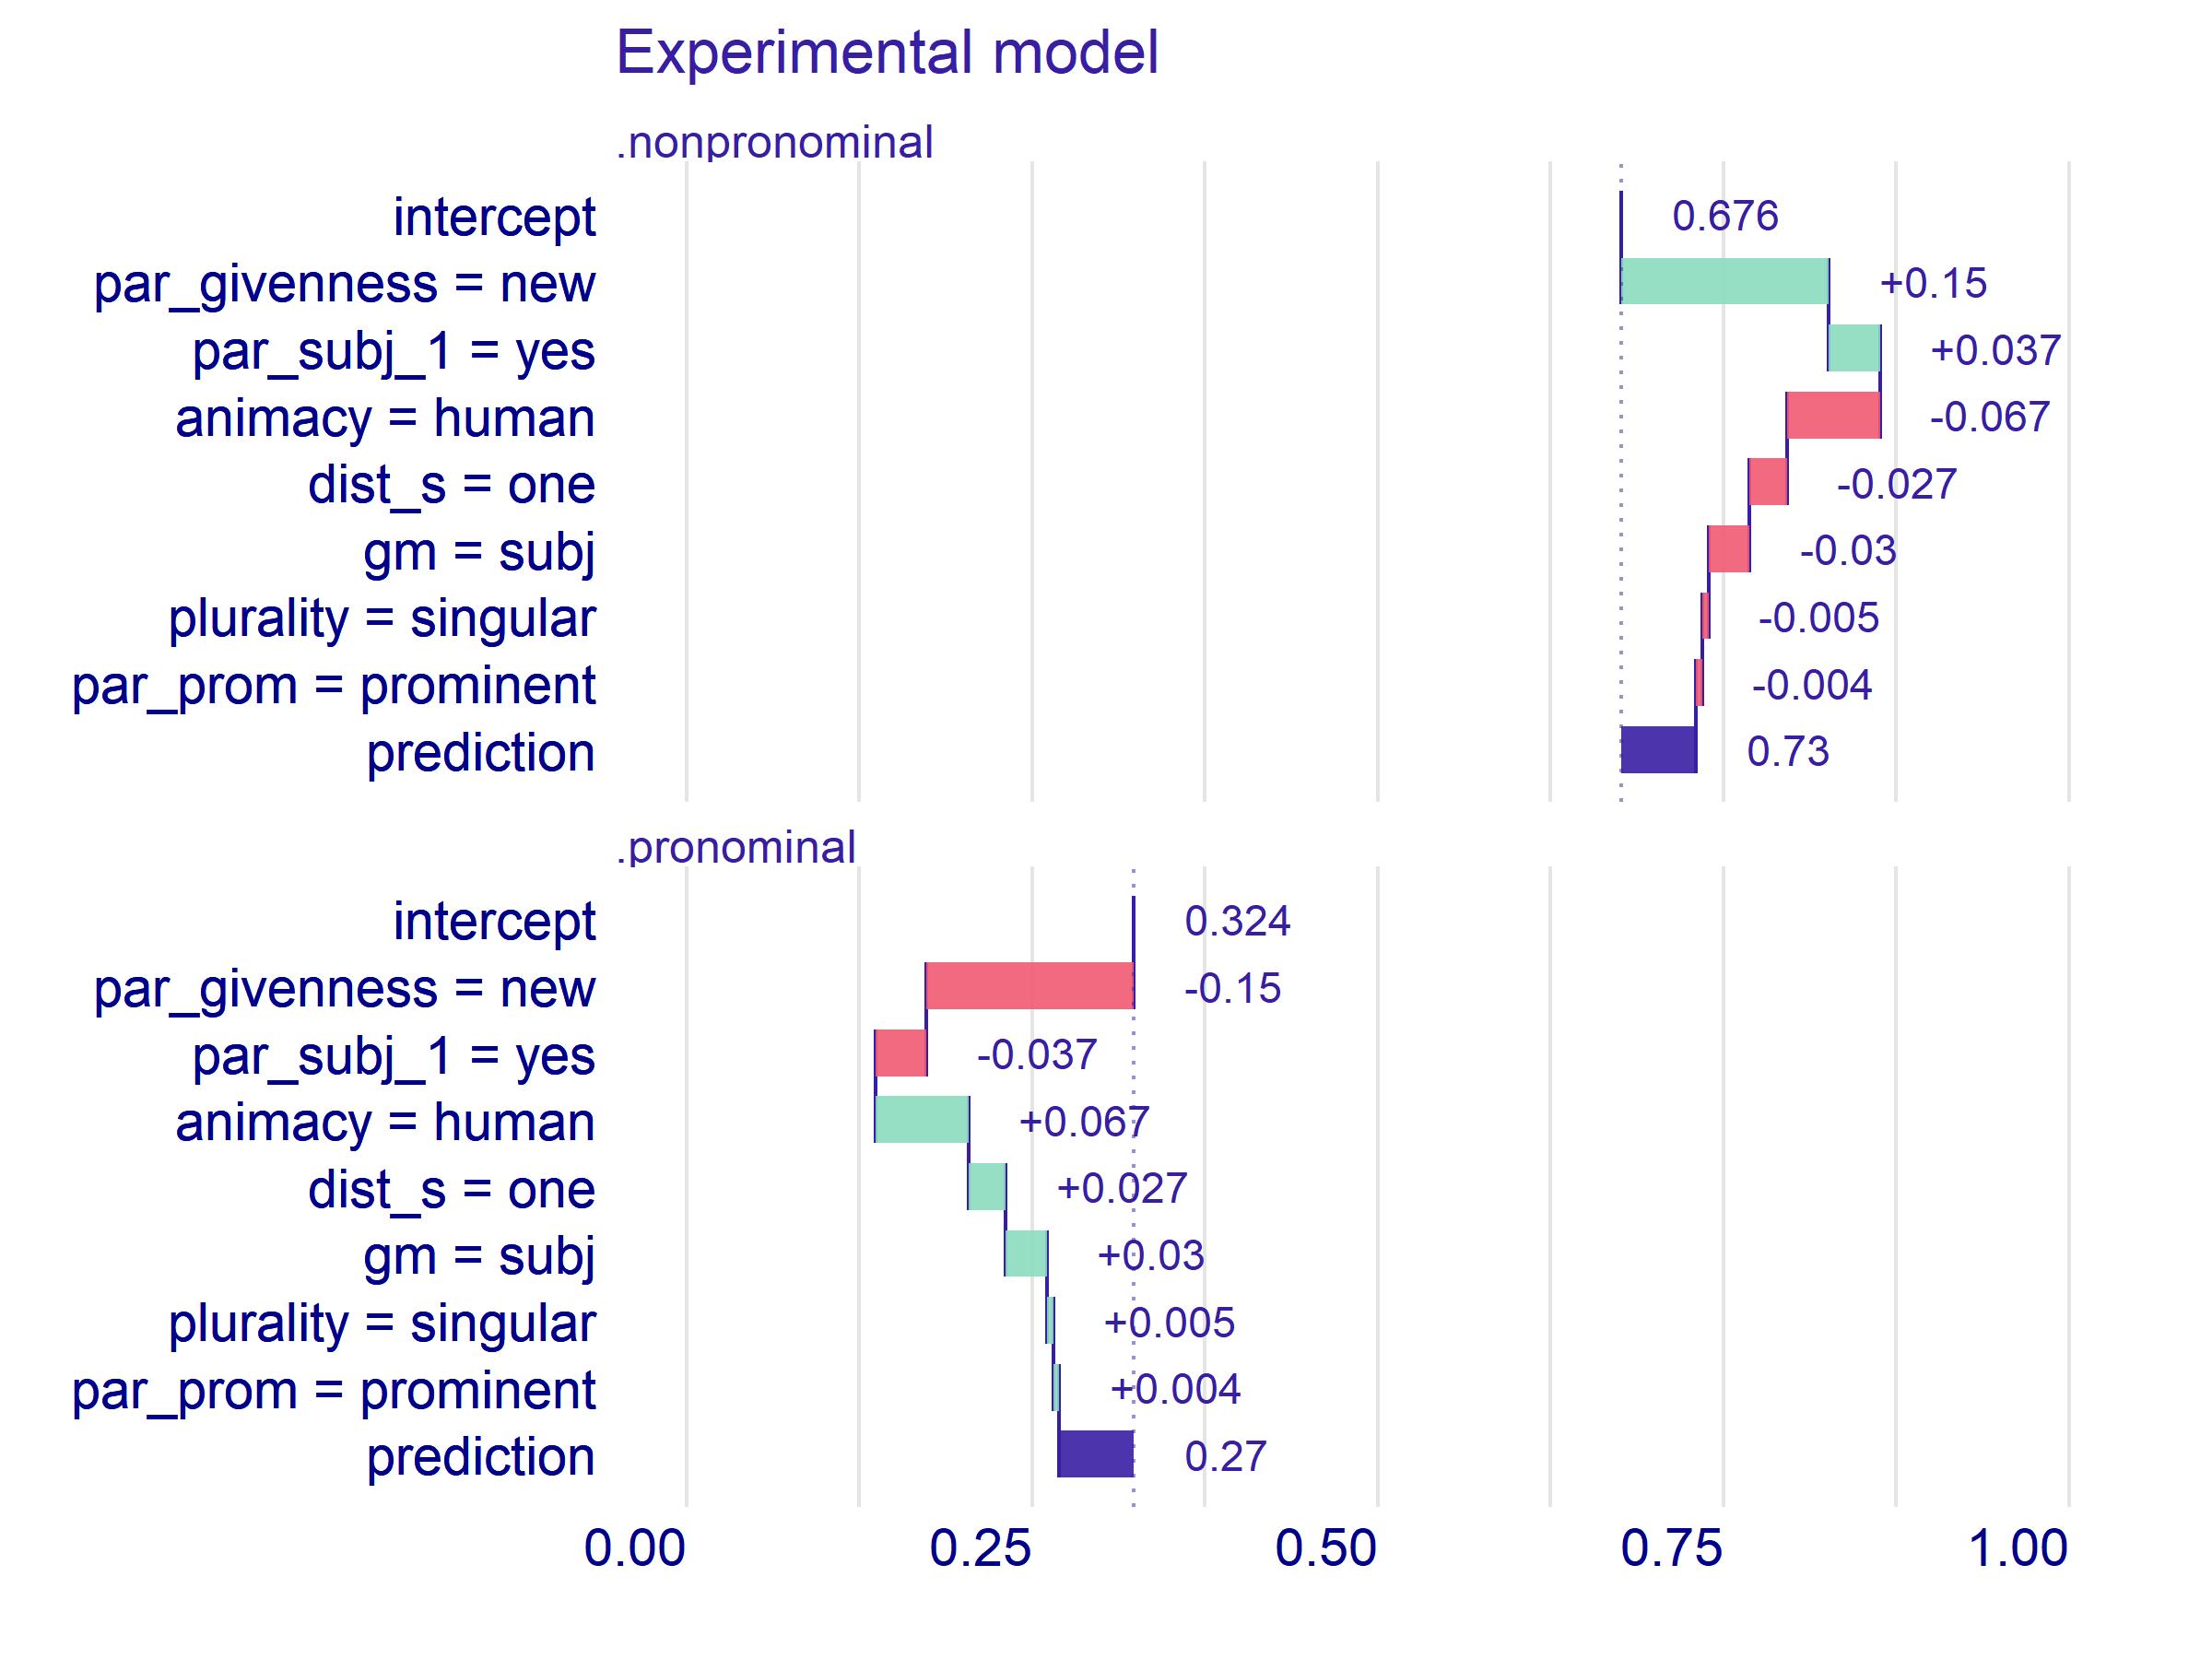 Experimental model
.nonpronominal
intercept 0.676
par_givenness = new +0.15
par_subj_1 = yes +0.037
animacy = human -0.067
dist_s = one -0.027
gm = subj -0.03
plurality = singular -0.005
par_prom = prominent -0.004
prediction 0.73
.pronominal
intercept 0.324
par_givenness = new -0.15
par_subj_1 = yes -0.037
animacy = human +0.067
dist_s = one +0.027
gm = subj +0.03
plurality = singular +0.005
par_prom = prominent +0.004
prediction 0.27
0.00 0.25 0.50 0.75 1.00